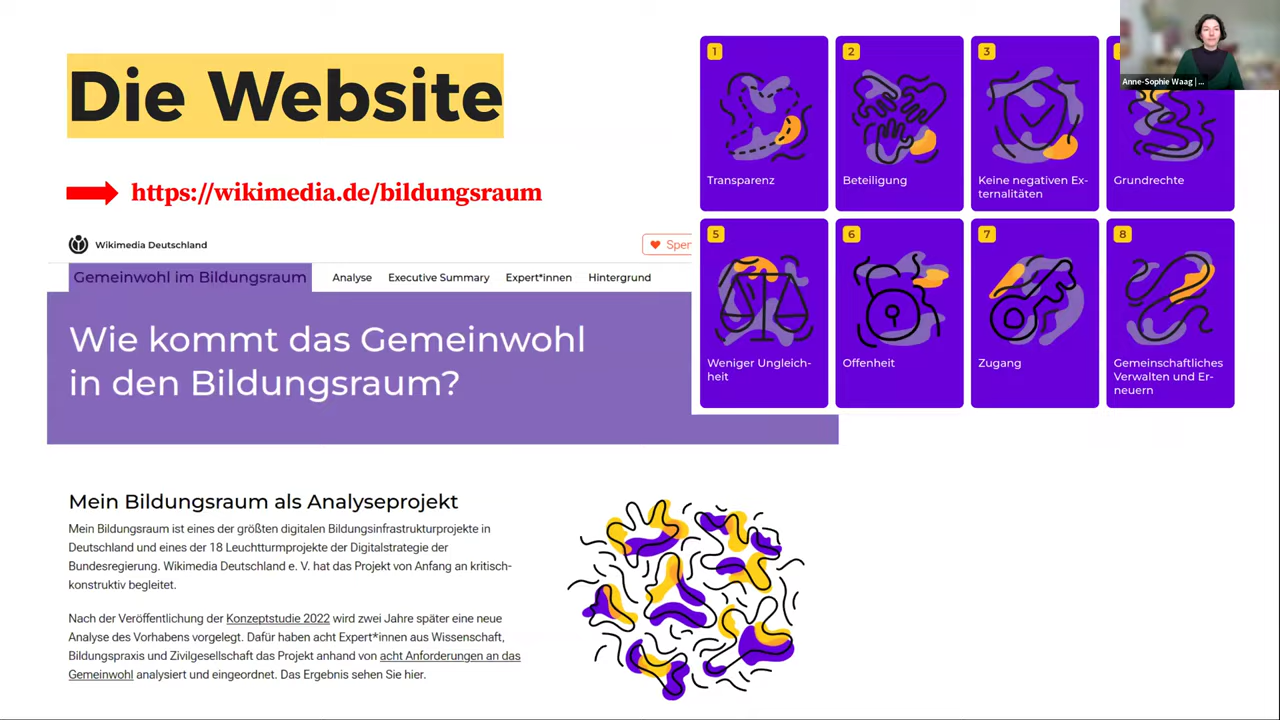 Die Website
https://wikimedia.de/bildungsraum
Wikimedia Deutschland
Spen
Gemeinwohl im Bildungsraum
Analyse
Executive Summary
Expert*innen
Hintergrund
Wie kommt das Gemeinwohl
in den Bildungsraum?
Mein Bildungsraum als Analyseprojekt
Mein Bildungsraum ist eines der größten digitalen Bildungsinfrastrukturprojekte in
Deutschland und eines der 18 Leuchtturmprojekte der Digitalstrategie der
Bundesregierung. Wikimedia Deutschland e. V. hat das Projekt von Anfang an kritisch-
konstruktiv begleitet.
Nach der Veröffentlichung der Konzeptstudie 2022 wird zwei Jahre später eine neue
Analyse des Vorhabens vorgelegt. Dafür haben acht Expert*innen aus Wissenschaft,
Bildungspraxis und Zivilgesellschaft das Projekt anhand von acht Anforderungen an das
Gemeinwohl analysiert und eingeordnet. Das Ergebnis sehen Sie hier.
1
Transparenz
2
Beteiligung
3
Keine negativen Ex-
ternalitäten
Grundrechte
5
Weniger Ungleich-
heit
6
Offenheit
7
Zugang
8
Gemeinschaftliches
Verwalten und Er-
neuern
Anne-Sophie Waag | ...